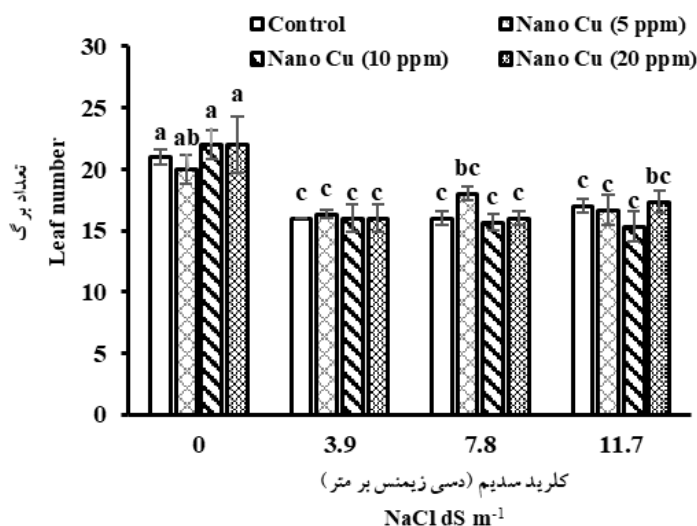 Control Nano Cu (5 ppm)
Nano Cu (10 ppm) Nano Cu (20 ppm)
30
25
20
15
10
5
0
تعداد برگ
Leaf number
a ab a a
c c c c
c bc c c
c c c bc
0 3.9 7.8 11.7
کلرید سدیم (دسی زیمنس بر متر)
NaCl dS m-1